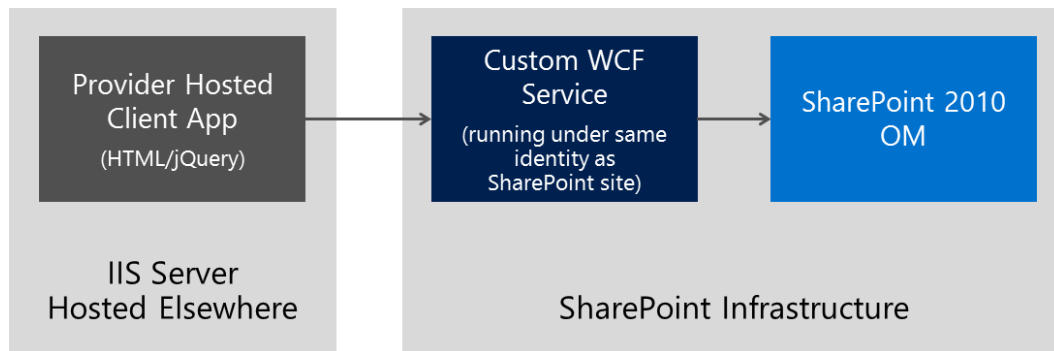 Provider Hosted
Client App
(HTML/jQuery)
Custom WCF
Service
(running under same
identity as
SharePoint site)
SharePoint 2010
OM
IIS Server
Hosted Elsewhere
SharePoint Infrastructure